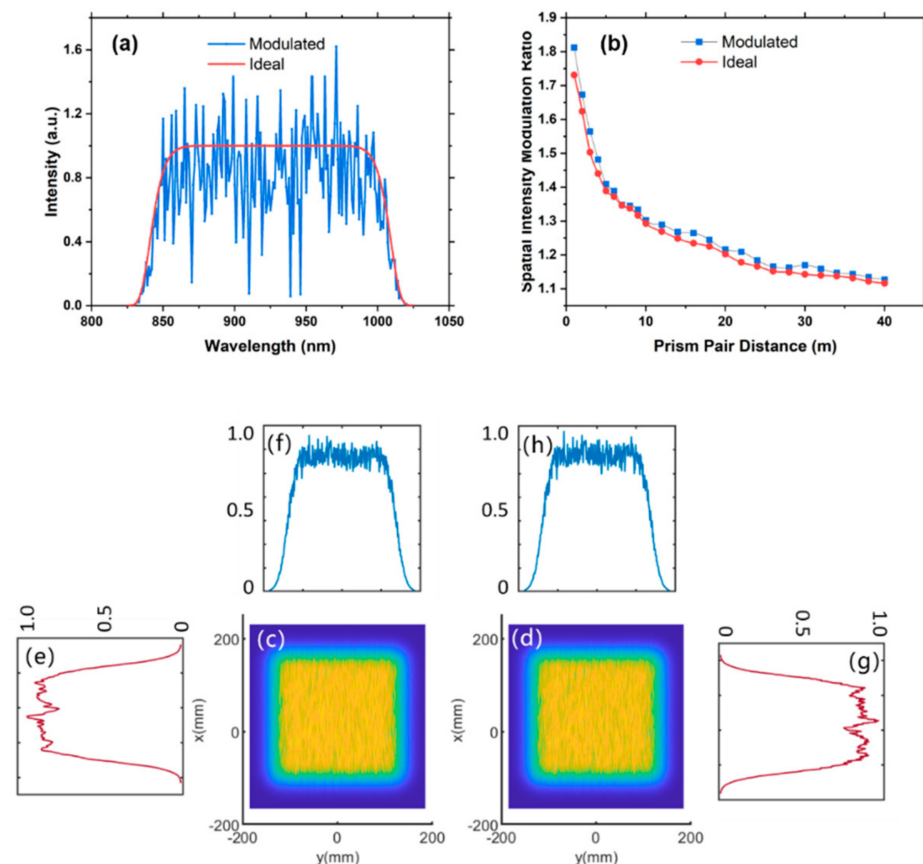 (a)
Modulated
Ideal
Intensity (a.u.)
1.6
1.2
0.8
0.4
0.0
800
850
900
950
1000
1050
Wavelength (nm)
(b)
Modulated
Ideal
Spatial Intensity Modulation Ratio
1.9
1.8
1.7
1.6
1.5
1.4
1.3
1.2
1.1
0
10
20
30
40
Prism Pair Distance (m)
(f)
1.0
0.5
0
(h)
1.0
0.5
0
(e)
1.0
0.5
0
(c)
x(mm)
200
0
-200
-200
0
200
y(mm)
(d)
x(mm)
200
0
-200
-200
0
200
y(mm)
(g)
0
0.5
1.0